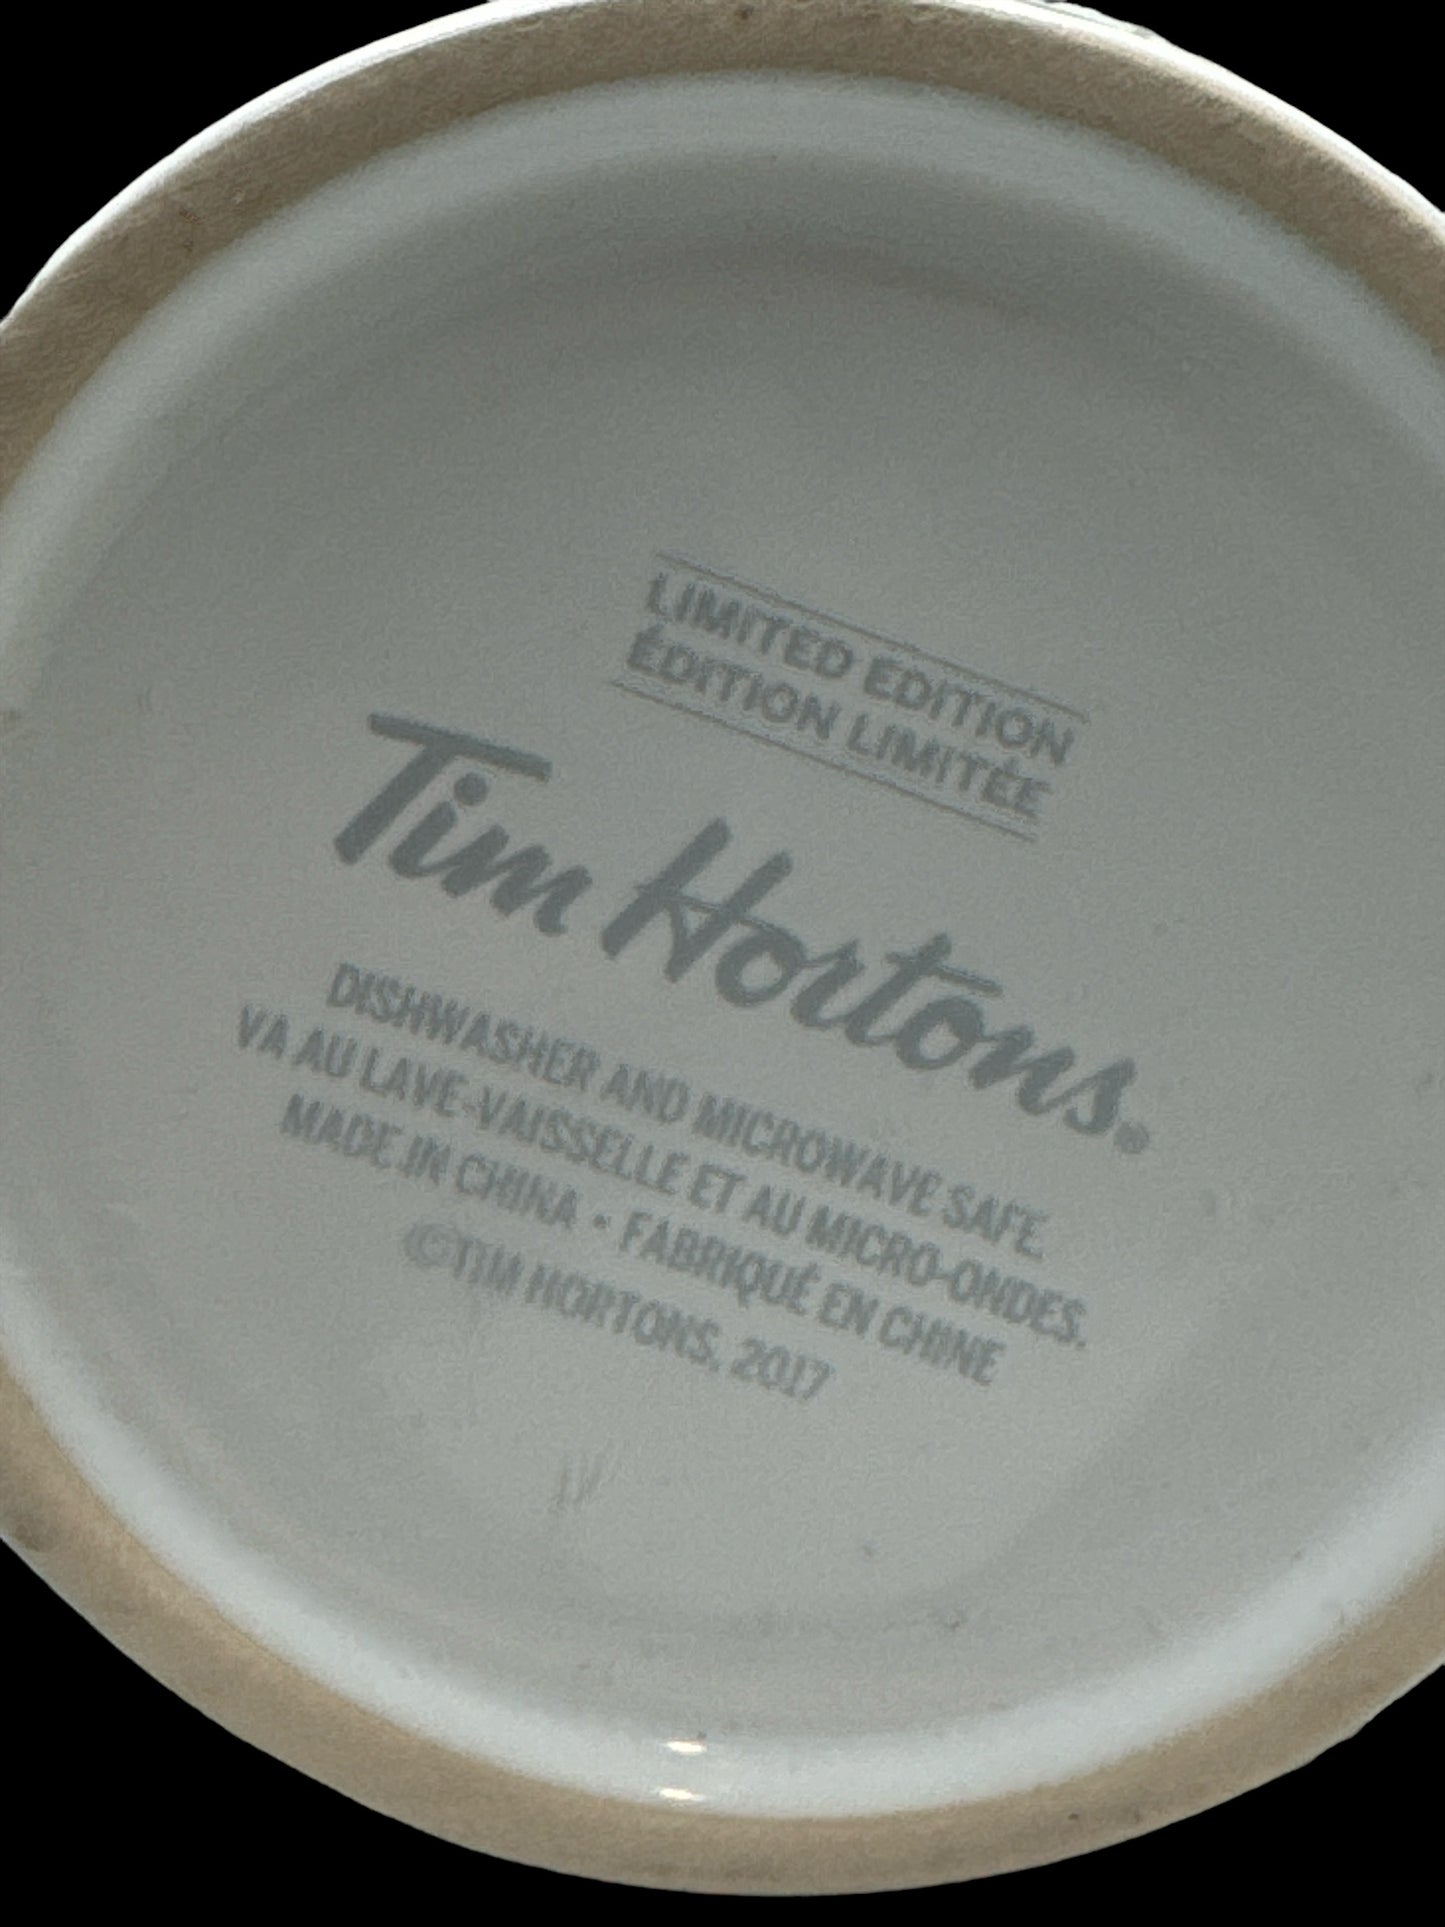 LIMITED EDITION
ÉDITION LIMITÉE
Tim Hortons®
DISHWASHER AND MICROWAVE SAFE.
VA AU LAVE-VAISSELLE ET AU MICRO-ONDES.
MADE IN CHINA • FABRIQUÉ EN CHINE
©TIM HORTONS, 2017